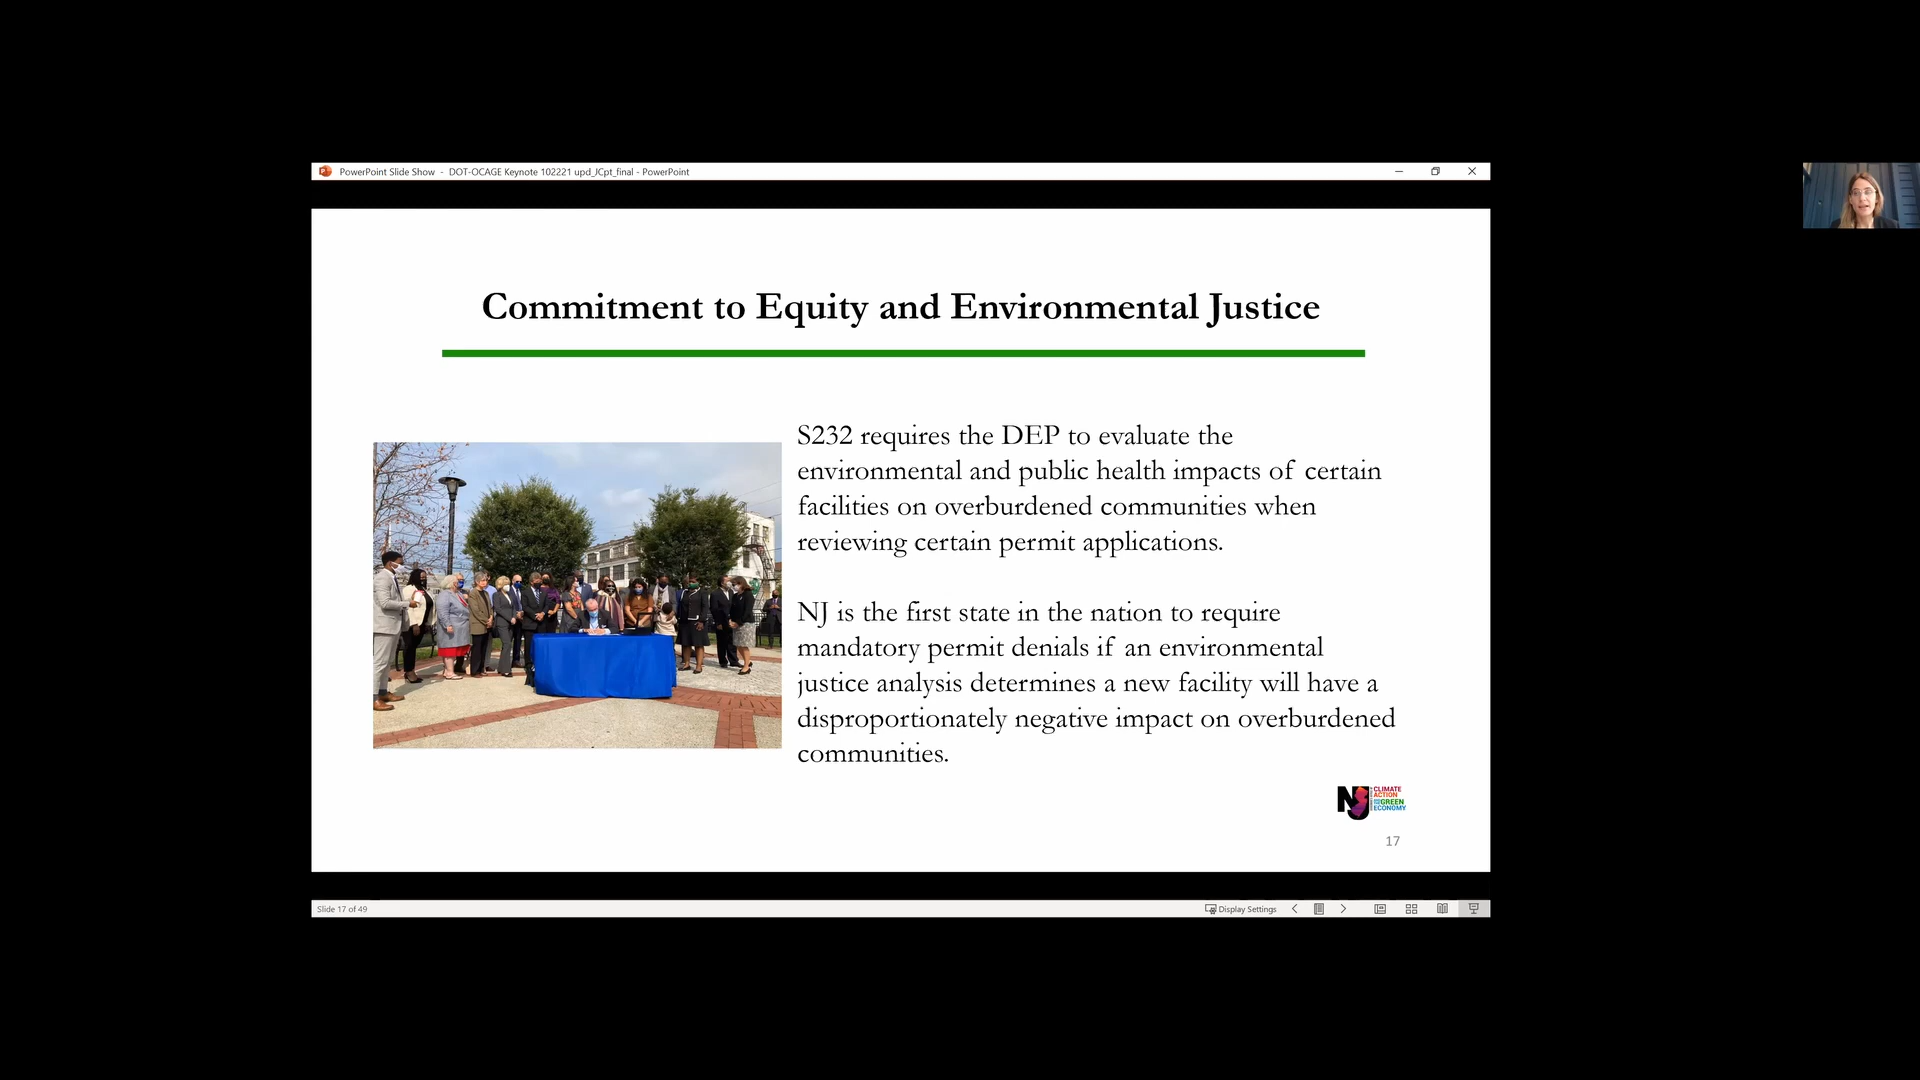 PowerPoint Slide Show - DOT-OCAGE Keynote 102221 upd_JCpt_final - PowerPoint
Commitment to Equity and Environmental Justice
S232 requires the DEP to evaluate the
environmental and public health impacts of certain
facilities on overburdened communities when
reviewing certain permit applications.
NJ is the first state in the nation to require
mandatory permit denials if an environmental
justice analysis determines a new facility will have a
disproportionately negative impact on overburdened
communities.
NJ
CLIMATE
ACTION
GREEN
ECONOMY
17
Slide 17 of 49
Display Settings